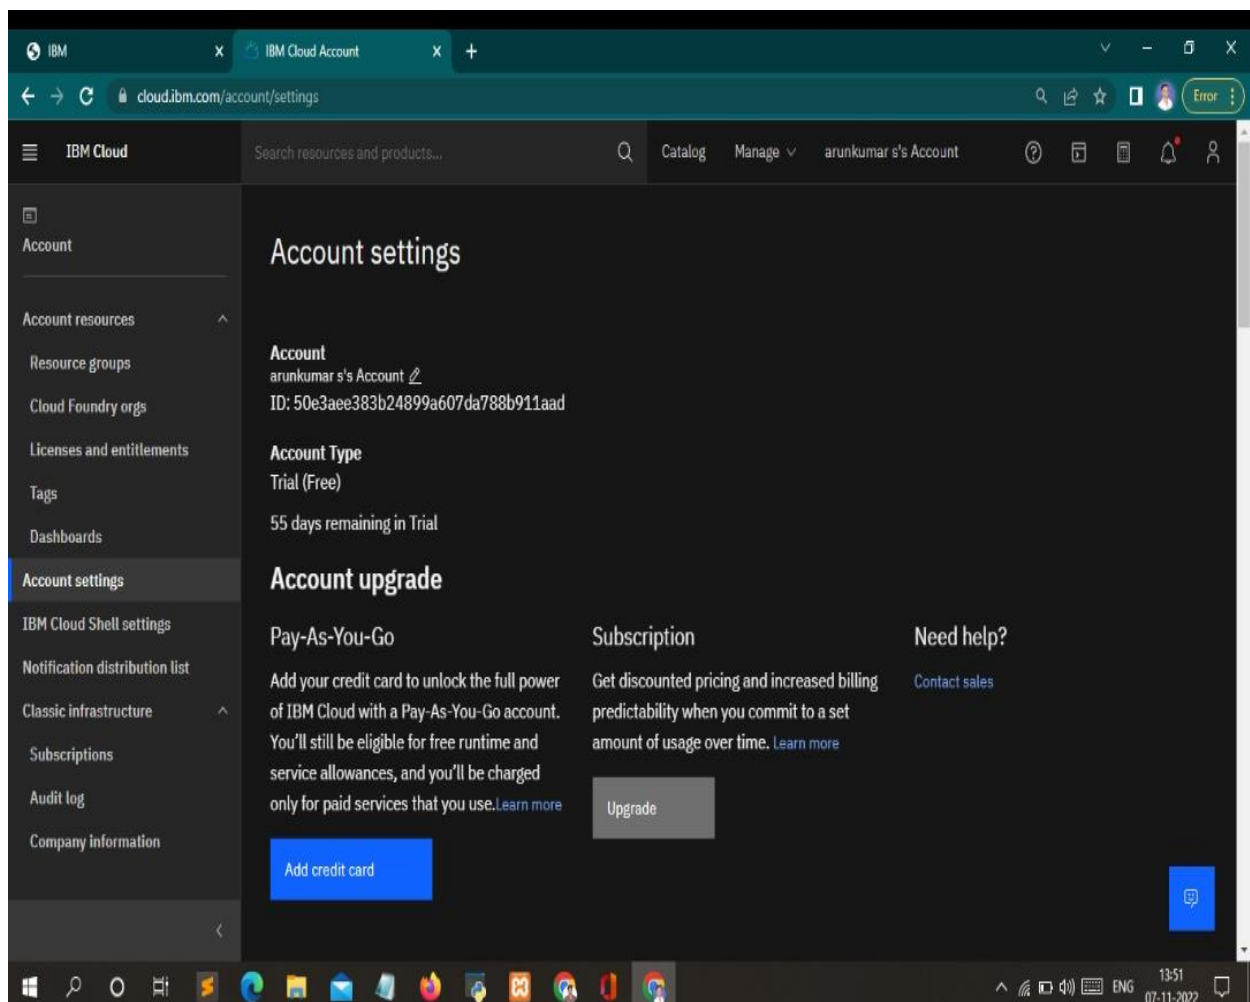 IBM
IBM Cloud Account
cloud.ibm.com/account/settings
Error
IBM Cloud
Search resources and products...
Catalog
Manage
arunkumar s's Account
Account
Account resources
Resource groups
Cloud Foundry orgs
Licenses and entitlements
Tags
Dashboards
Account settings
IBM Cloud Shell settings
Notification distribution list
Classic infrastructure
Subscriptions
Audit log
Company information
Account settings
Account
arunkumar s's Account
ID: 50e3aee383b24899a607da788b911aad
Account Type
Trial (Free)
55 days remaining in Trial
Account upgrade
Pay-As-You-Go
Add your credit card to unlock the full power
of IBM Cloud with a Pay-As-You-Go account.
You'll still be eligible for free runtime and
service allowances, and you'll be charged
only for paid services that you use.Learn more
Add credit card
Subscription
Get discounted pricing and increased billing
predictability when you commit to a set
amount of usage over time. Learn more
Upgrade
Need help?
Contact sales
ENG
13:51
07-11-2022